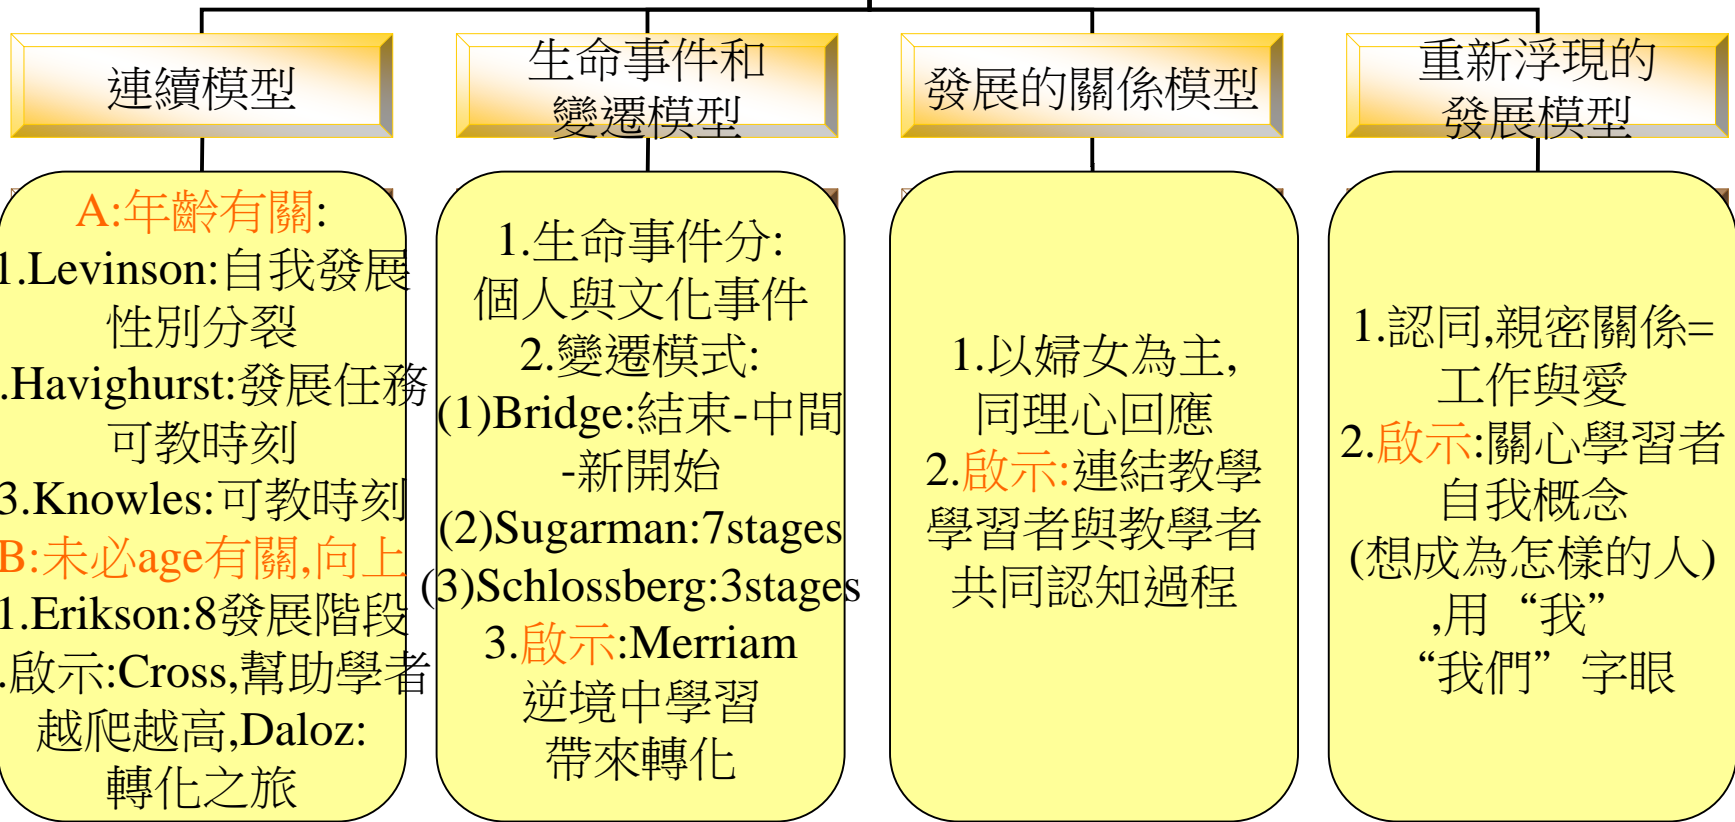 連續模型
A:年齡有關:
1.Levinson:自我發展
性別分裂
.Havighurst:發展任務
可教時刻
3.Knowles:可教時刻
B:未必age有關,向上
1.Erikson:8發展階段
.啟示:Cross,幫助學者
越爬越高,Daloz:
轉化之旅
生命事件和
變遷模型
1.生命事件分:
個人與文化事件
2.變遷模式:
(1)Bridge:結束-中間
-新開始
(2)Sugarman:7stages
(3)Schlossberg:3stages
3.啟示:Merriam
逆境中學習
帶來轉化
發展的關係模型
1.以婦女為主,
同理心回應
2.啟示:連結教學
學習者與教學者
共同認知過程
重新浮現的
發展模型
1.認同,親密關係=
工作與愛
2.啟示:關心學習者
自我概念
(想成為怎樣的人)
,用“我”
“我們”字眼